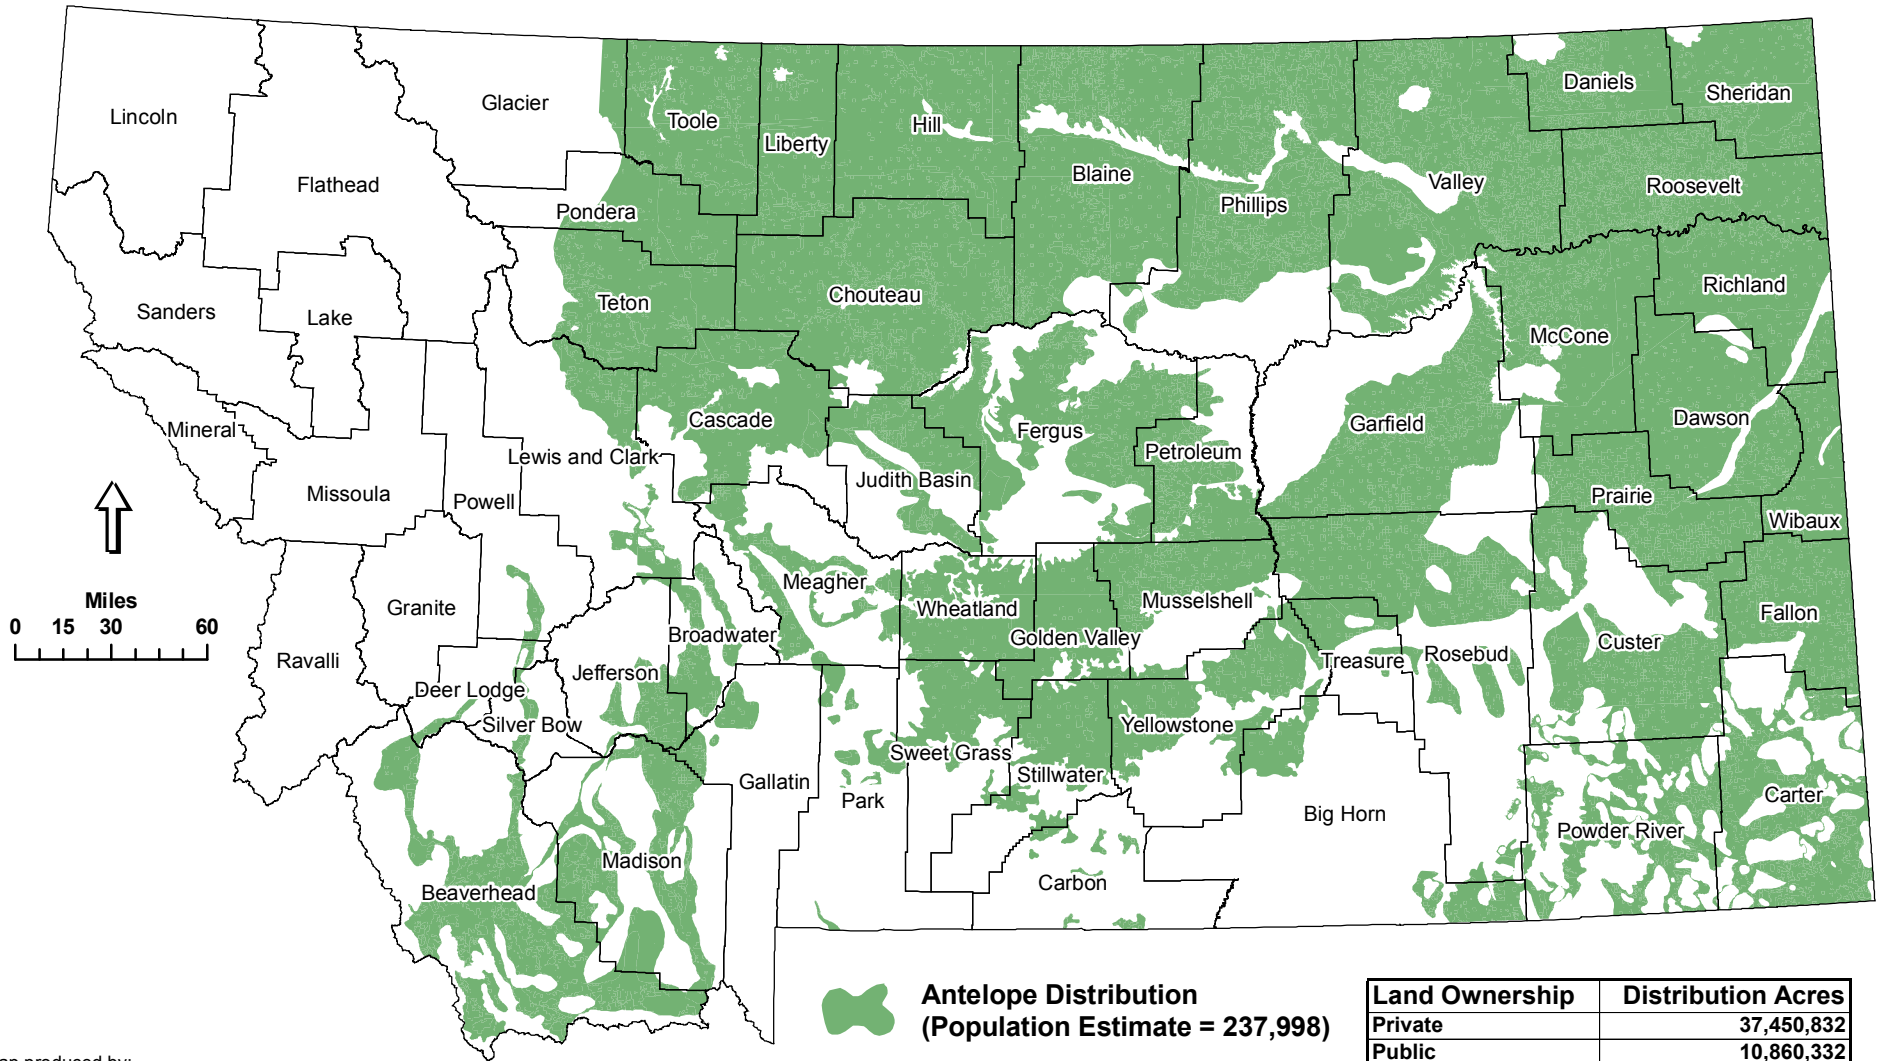 Lincoln
Flathead
Glacier
Toole
Liberty
Hill
Blaine
Phillips
Valley
Daniels
Sheridan
Roosevelt
Pondera
Teton
Chouteau
Richland
McCone
Sanders
Lake
Mineral
Missoula
Powell
Lewis and Clark
Cascade
Judith Basin
Fergus
Petroleum
Garfield
Dawson
Prairie
Wibaux
Miles
0 15 30 60
Ravalli
Granite
Deer Lodge
Silver Bow
Jefferson
Broadwater
Meagher
Wheatland
Golden Valley
Musselshell
Treasure
Rosebud
Custer
Fallon
Beaverhead
Madison
Gallatin
Park
Sweet Grass
Stillwater
Yellowstone
Carbon
Big Horn
Powder River
Carter
Antelope Distribution
(Population Estimate = 237,998)
Land Ownership Distribution Acres
Private 37,450,832
Public 10,860,332